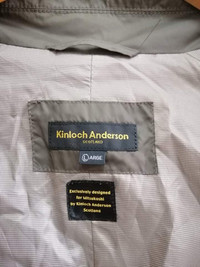 Kinloch Anderson
SCOTLAND
L LARGE
Exclusively designed
for Mitsukoshi
by Kinloch Anderson
Scotland